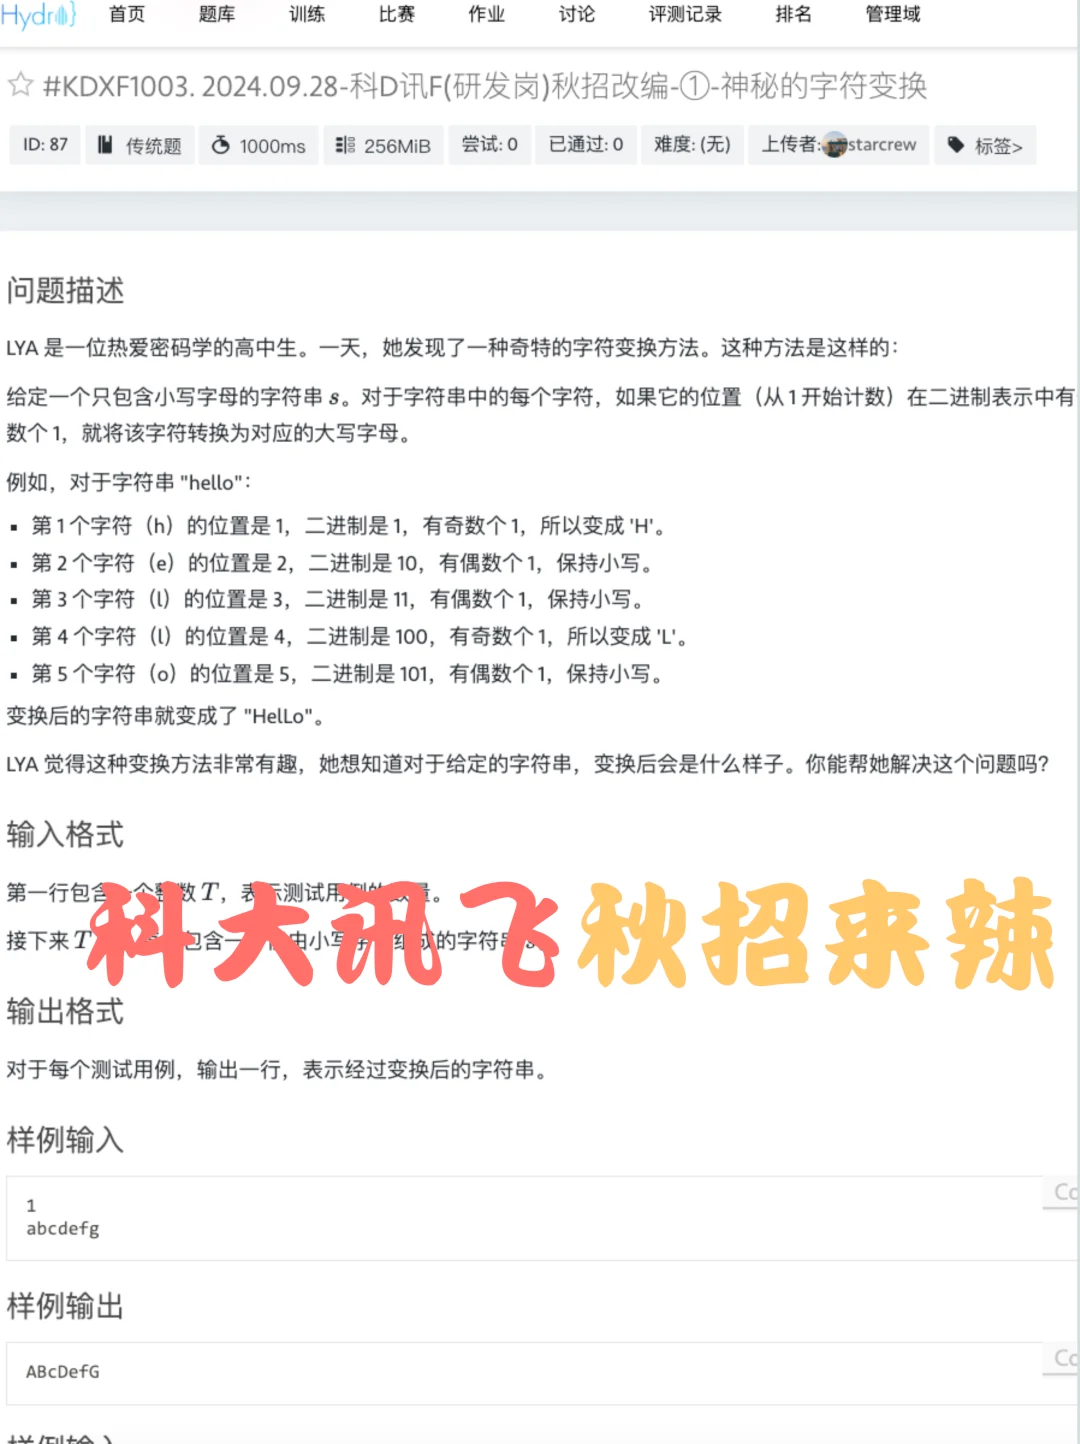 Hydro
首页 题库 训练 比赛 作业 讨论 评测记录 排名 管理域
#KDXF1003. 2024.09.28-科D讯F(研发岗)秋招改编-①-神秘的字符变换
ID: 87 传统题 1000ms 256MiB 尝试: 0 已通过: 0 难度: (无) 上传者: starcrew 标签>
问题描述
LYA 是一位热爱密码学的高中生。一天，她发现了一种奇特的字符变换方法。这种方法是这样的：
给定一个只包含小写字母的字符串 s。对于字符串中的每个字符，如果它的位置（从 1 开始计数）在二进制表示中有
数个 1，就将该字符转换为对应的大写字母。
例如，对于字符串 "hello"：
▪ 第 1 个字符（h）的位置是 1，二进制是 1，有奇数个 1，所以变成 'H'。
▪ 第 2 个字符（e）的位置是 2，二进制是 10，有偶数个 1，保持小写。
▪ 第 3 个字符（l）的位置是 3，二进制是 11，有偶数个 1，保持小写。
▪ 第 4 个字符（l）的位置是 4，二进制是 100，有奇数个 1，所以变成 'L'。
▪ 第 5 个字符（o）的位置是 5，二进制是 101，有偶数个 1，保持小写。
变换后的字符串就变成了 "HelLo"。
LYA 觉得这种变换方法非常有趣，她想知道对于给定的字符串，变换后会是什么样子。你能帮她解决这个问题吗？
输入格式
第一行包含一个整数 T，表示测试用例的数量。
科大讯飞秋招来辣
接下来 T 包含一 由小写 组成的字符串
输出格式
对于每个测试用例，输出一行，表示经过变换后的字符串。
样例输入
Co
1
abcdefg
样例输出
Co
ABcDefG
样例输入